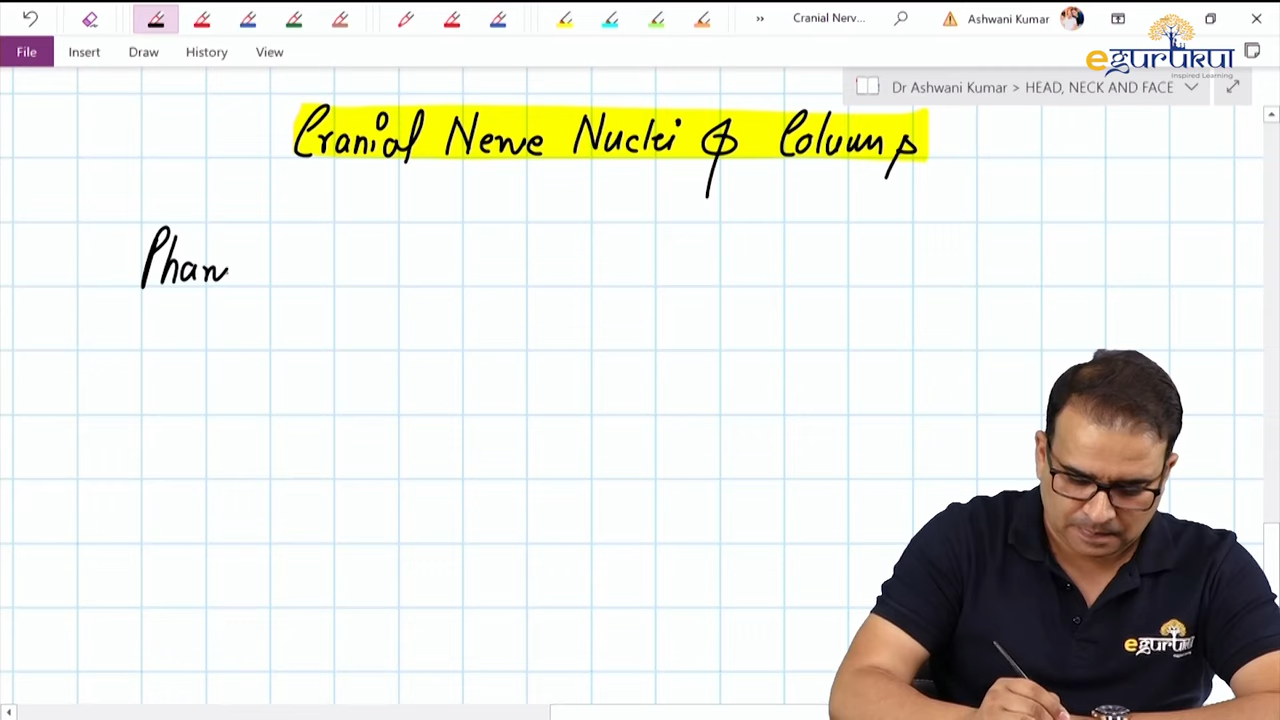 Cranial Nerv...
Ashwani Kumar
File Insert Draw History View
egurukul
Inspired Learning
Dr Ashwani Kumar > HEAD, NECK AND FACE
Cranial Nerve Nuclei & Columns
Phan
egurukul